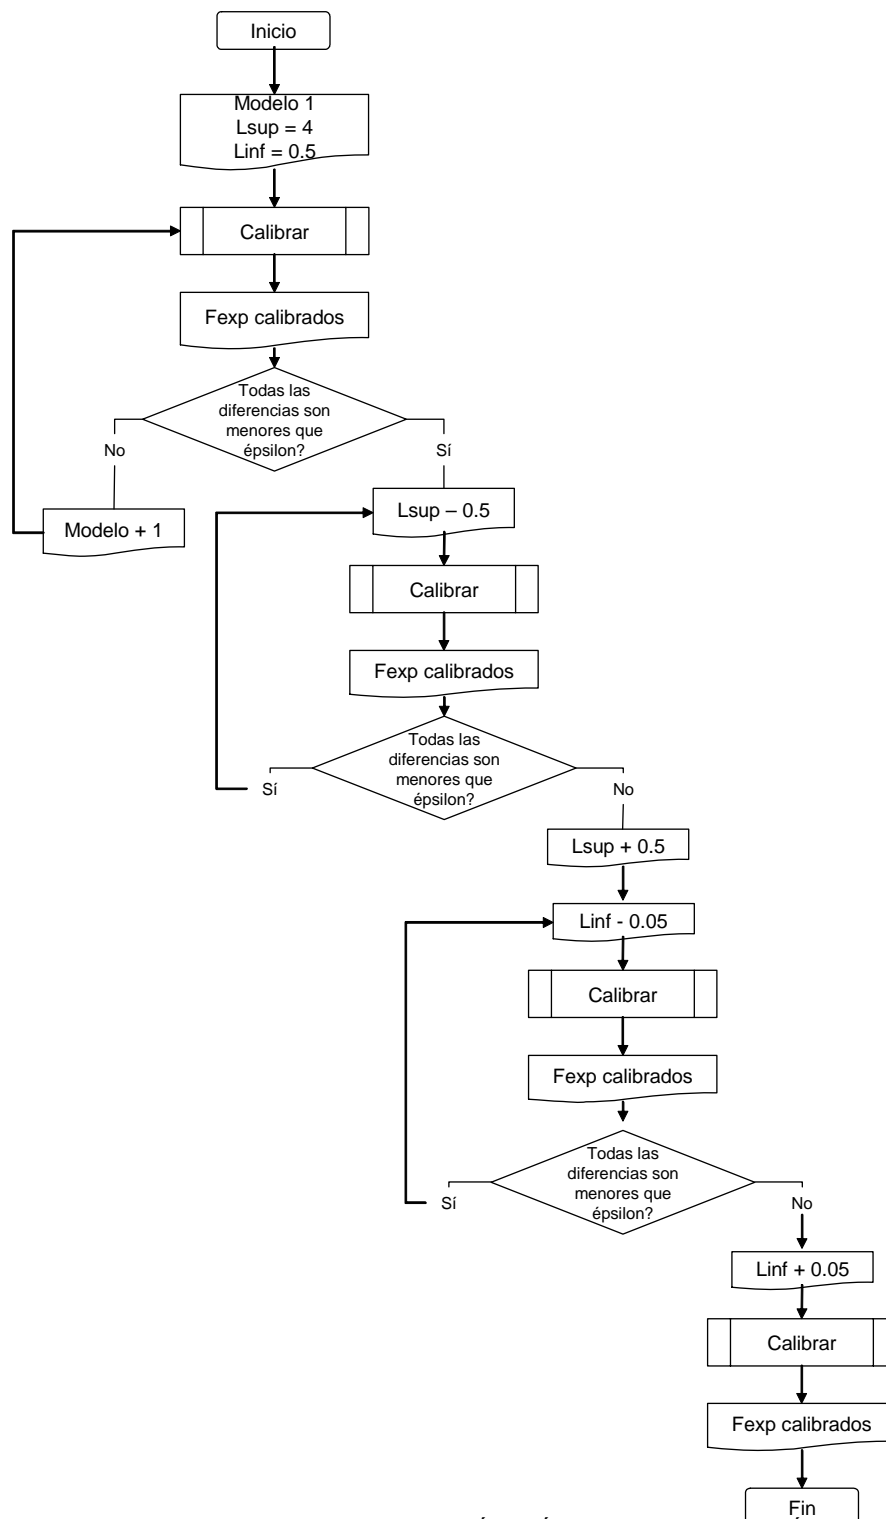 Inicio
Modelo 1
Lsup = 4
Linf = 0.5
Calibrar
Fexp calibrados
Todas las
diferencias son
menores que
épsilon?
No
Sí
Modelo + 1
Lsup – 0.5
Calibrar
Fexp calibrados
Todas las
diferencias son
menores que
épsilon?
Sí
No
Lsup + 0.5
Linf - 0.05
Calibrar
Fexp calibrados
Todas las
diferencias son
menores que
épsilon?
Sí
No
Linf + 0.05
Calibrar
Fexp calibrados
Fin